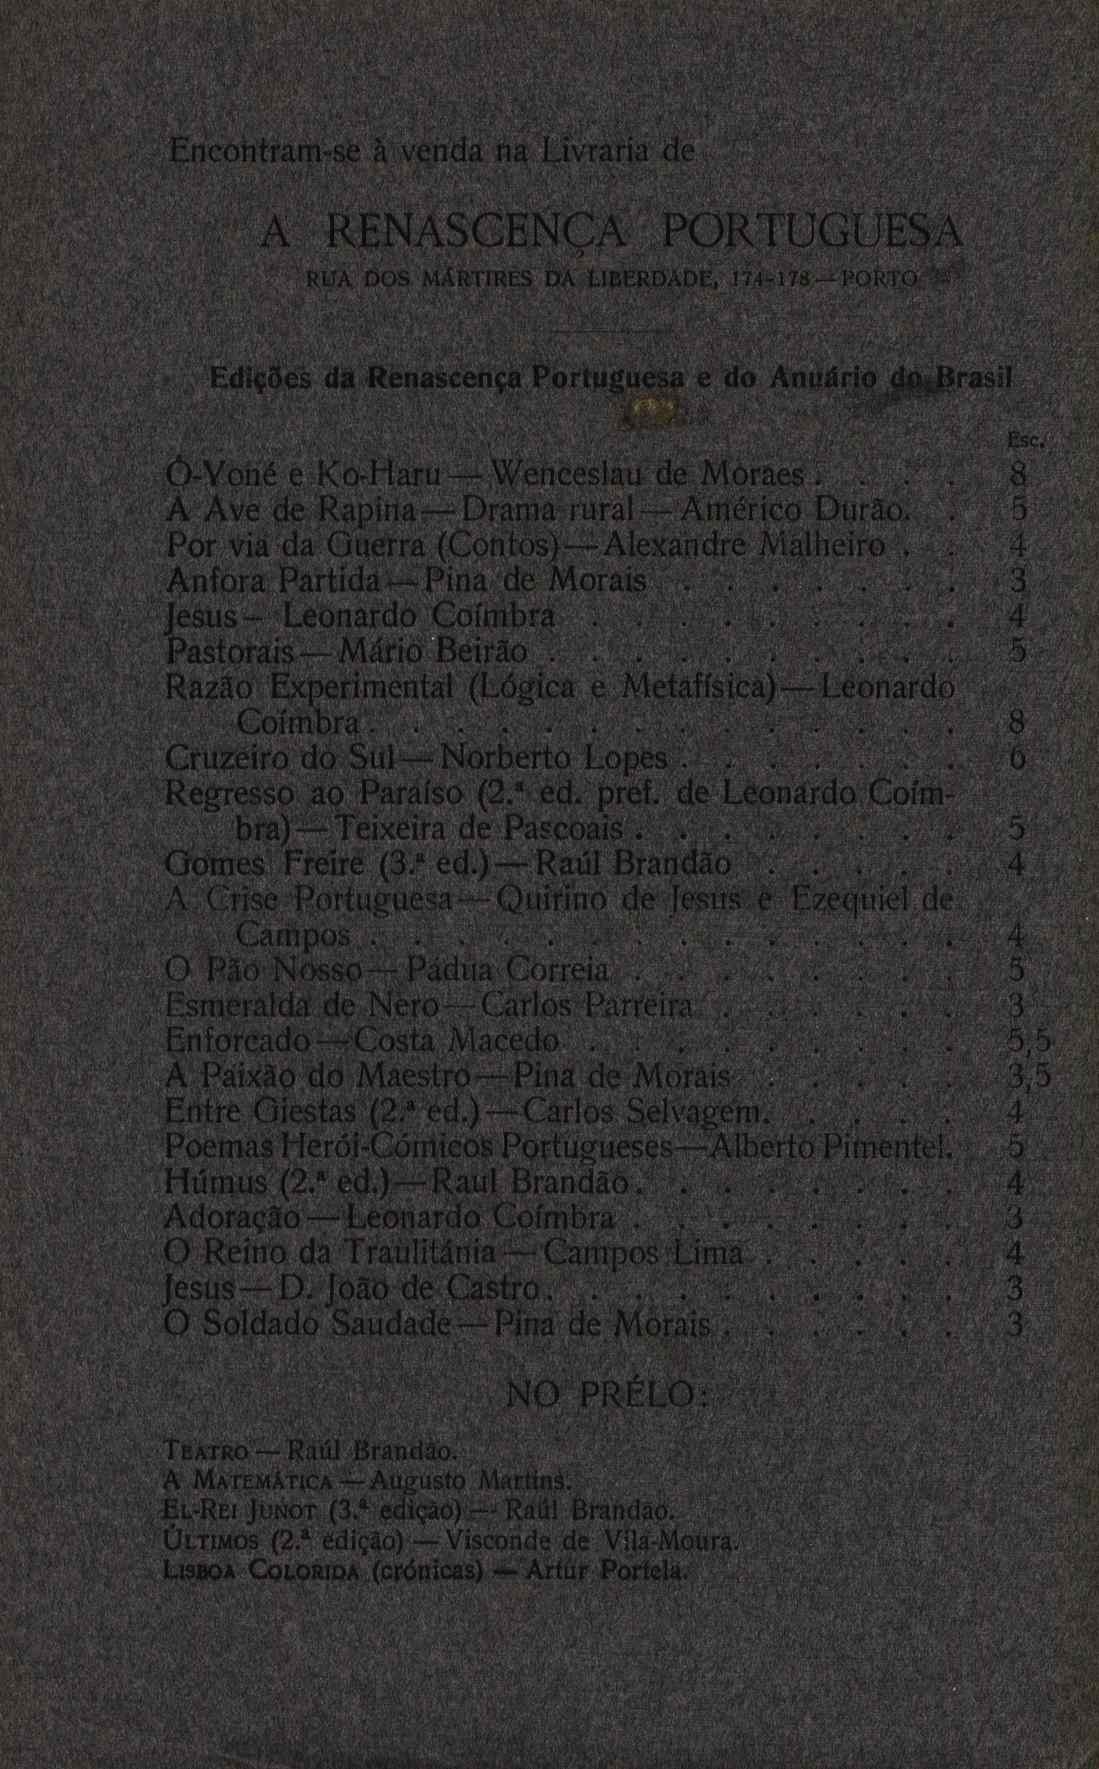 Encontram-se à venda na Livraria de
A RENASCENÇA PORTUGUESA
RUA DOS MÁRTIRES DA LIBERDADE, 174-178 — PORTO
Edições da Renascença Portuguesa e do Anuário do Brasil
Esc.
Ó-Yoné e Ko-Haru — Wenceslau de Moraes . . . . 8
A Ave de Rapina — Drama rural — Américo Durão. . 5
Por via da Guerra (Contos) — Alexandre Malheiro . . 4
Anfora Partida — Pina de Morais . . . . . . . 3
Jesus — Leonardo Coímbra . . . . . . . . . 4
Pastorais — Mário Beirão . . . . . . . . . . 5
Razão Experimental (Lógica e Metafísica) — Leonardo
Coímbra . . . . . . . . . . . . . . 8
Cruzeiro do Sul — Norberto Lopes . . . . . . . 6
Regresso ao Paraíso (2.ª ed. pref. de Leonardo Coím-
bra) — Teixeira de Pascoais . . . . . . . . 5
Gomes Freire (3.ª ed.) — Raúl Brandão . . . . . 4
A Crise Portuguesa — Quirino de Jesus e Ezequiel de
Campos . . . . . . . . . . . . . . 4
O Pão Nosso — Pádua Correia . . . . . . . . 5
Esmeralda de Nero — Carlos Parreira . . . . . . 3
Enforcado — Costa Macedo . . . . . . . . . 5,5
A Paixão do Maestro — Pina de Morais . . . . . 3,5
Entre Giestas (2.ª ed.) — Carlos Selvagem. . . . . 4
Poemas Herói-Cómicos Portugueses — Alberto Pimentel. 5
Húmus (2.ª ed.) — Raul Brandão . . . . . . . . 4
Adoração — Leonardo Coímbra . . . . . . . . 3
O Reino da Traulitánia — Campos Lima . . . . . 4
Jesus — D. João de Castro . . . . . . . . . . 3
O Soldado Saudade — Pina de Morais . . . . . . 3
NO PRÉLO:
TEATRO — Raúl Brandão.
A MATEMÁTICA — Augusto Martins.
EL-REI JUNOT (3.ª edição) — Raúl Brandão.
ÚLTIMOS (2.ª edição) — Visconde de Vila-Moura.
LISBOA COLORIDA (crónicas) — Artur Portela.